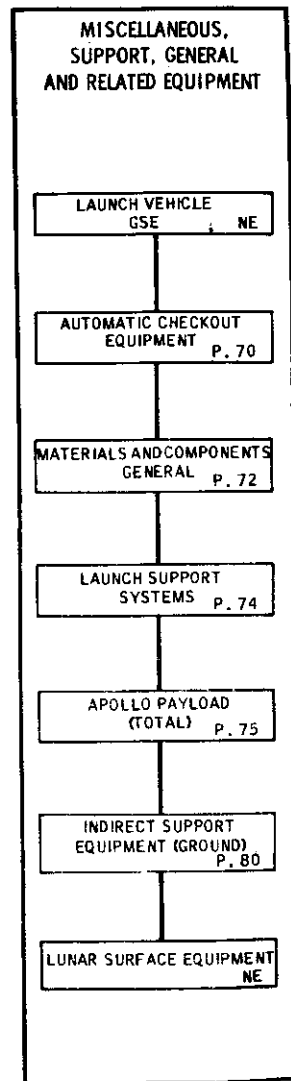 MISCELLANEOUS,
SUPPORT, GENERAL
AND RELATED EQUIPMENT
LAUNCH VEHICLE
GSE NE
AUTOMATIC CHECKOUT
EQUIPMENT
P. 70
MATERIALS AND COMPONENTS
GENERAL P. 72
LAUNCH SUPPORT
SYSTEMS P. 74
APOLLO PAYLOAD
(TOTAL) P. 75
INDIRECT SUPPORT
EQUIPMENT (GROUND)
P. 80
LUNAR SURFACE EQUIPMENT
NE